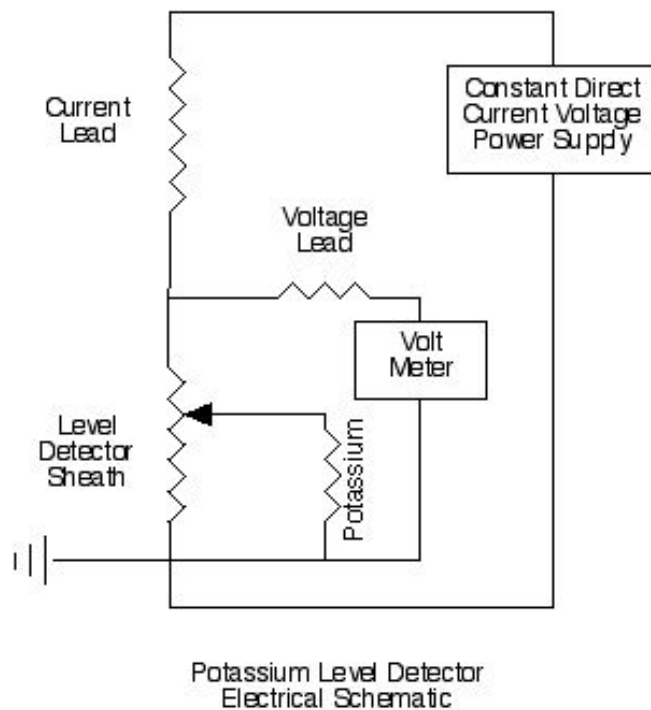 Current
Lead
Constant Direct
Current Voltage
Power Supply
Voltage
Lead
Volt
Meter
Level
Detector
Sheath
Potassium
Potassium Level Detector
Electrical Schematic